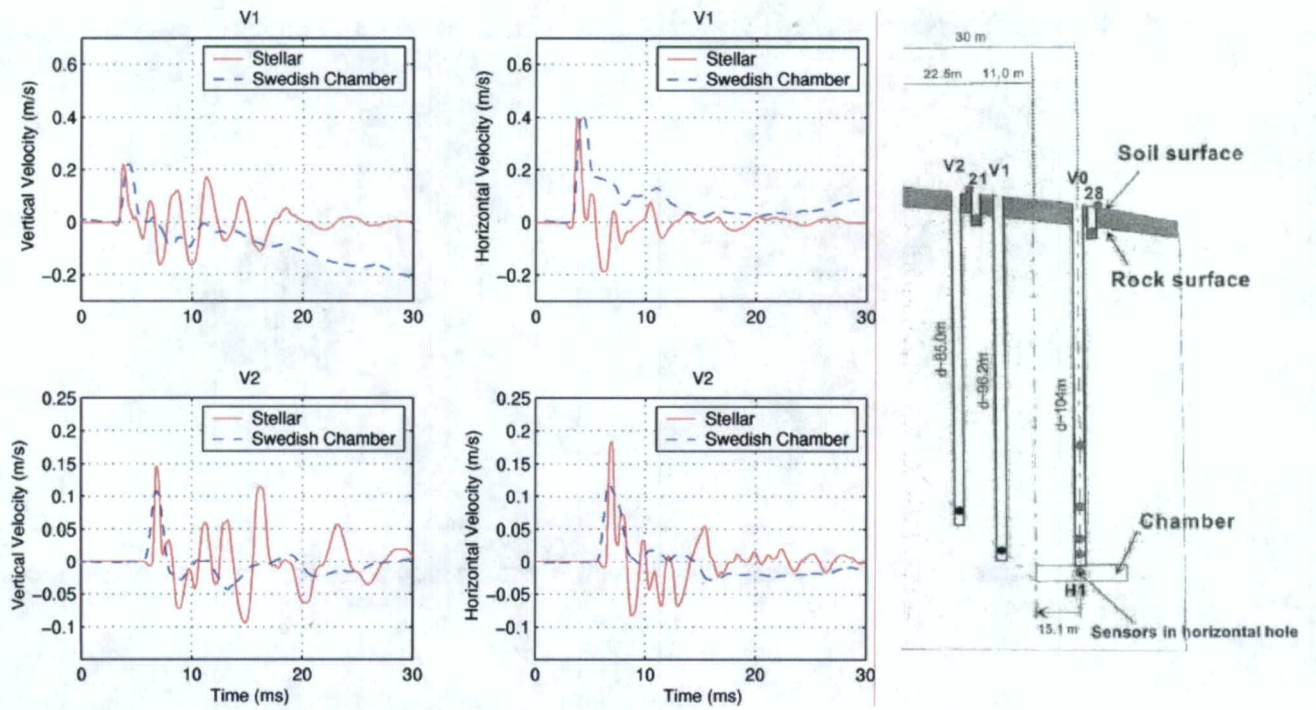 V1
0.6
0.4
0.2
0
−0.2
0
10
20
30
Vertical Velocity (m/s)
Stellar
Swedish Chamber
V1
0.6
0.4
0.2
0
−0.2
0
10
20
30
Horizontal Velocity (m/s)
Stellar
Swedish Chamber
V2
0.25
0.2
0.15
0.1
0.05
0
−0.05
−0.1
0
10
20
30
Vertical Velocity (m/s)
Time (ms)
Stellar
Swedish Chamber
V2
0.25
0.2
0.15
0.1
0.05
0
−0.05
−0.1
0
10
20
30
Horizontal Velocity (m/s)
Time (ms)
Stellar
Swedish Chamber
30 m
22.5m 11,0 m
Soil surface
V2 21 V1 V0 28
Rock surface
d~104m
Chamber
H1
15.1 m
Sensors in horizontal hole